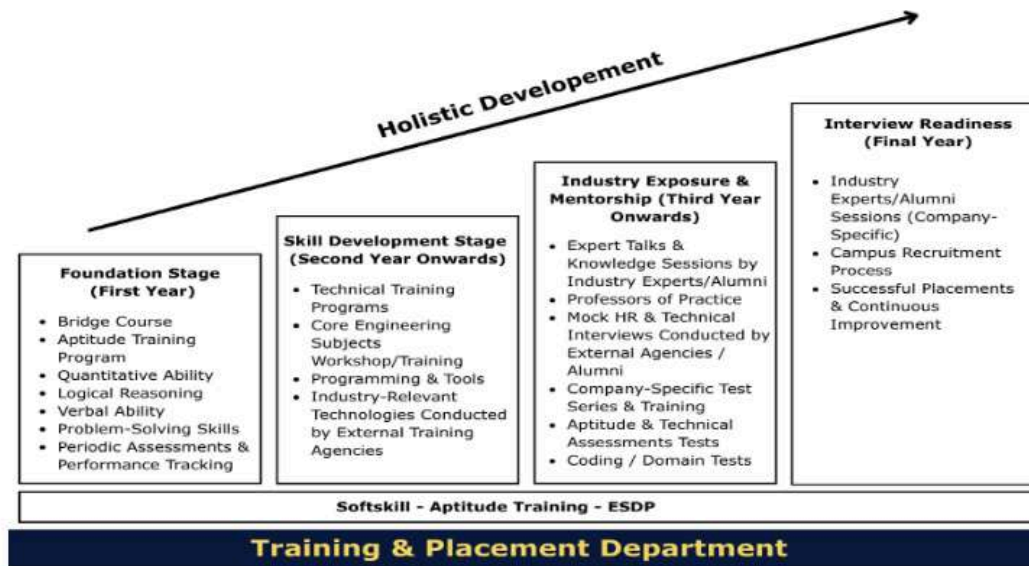 Holistic Developement
Foundation Stage
(First Year)
• Bridge Course
• Aptitude Training
Program
• Quantitative Ability
• Logical Reasoning
• Verbal Ability
• Problem-Solving Skills
• Periodic Assessments &
Performance Tracking
Skill Development Stage
(Second Year Onwards)
• Technical Training
Programs
• Core Engineering
Subjects
Workshop/Training
• Programming & Tools
• Industry-Relevant
Technologies Conducted
by External Training
Agencies
Industry Exposure &
Mentorship (Third Year
Onwards)
• Expert Talks &
Knowledge Sessions by
Industry Experts/Alumni
• Professors of Practice
• Mock HR & Technical
Interviews Conducted by
External Agencies /
Alumni
• Company-Specific Test
Series & Training
• Aptitude & Technical
Assessments Tests
• Coding / Domain Tests
Interview Readiness
(Final Year)
• Industry
Experts/Alumni
Sessions (Company-
Specific)
• Campus Recruitment
Process
• Successful Placements
& Continuous
Improvement
Softskill - Aptitude Training - ESDP
Training & Placement Department